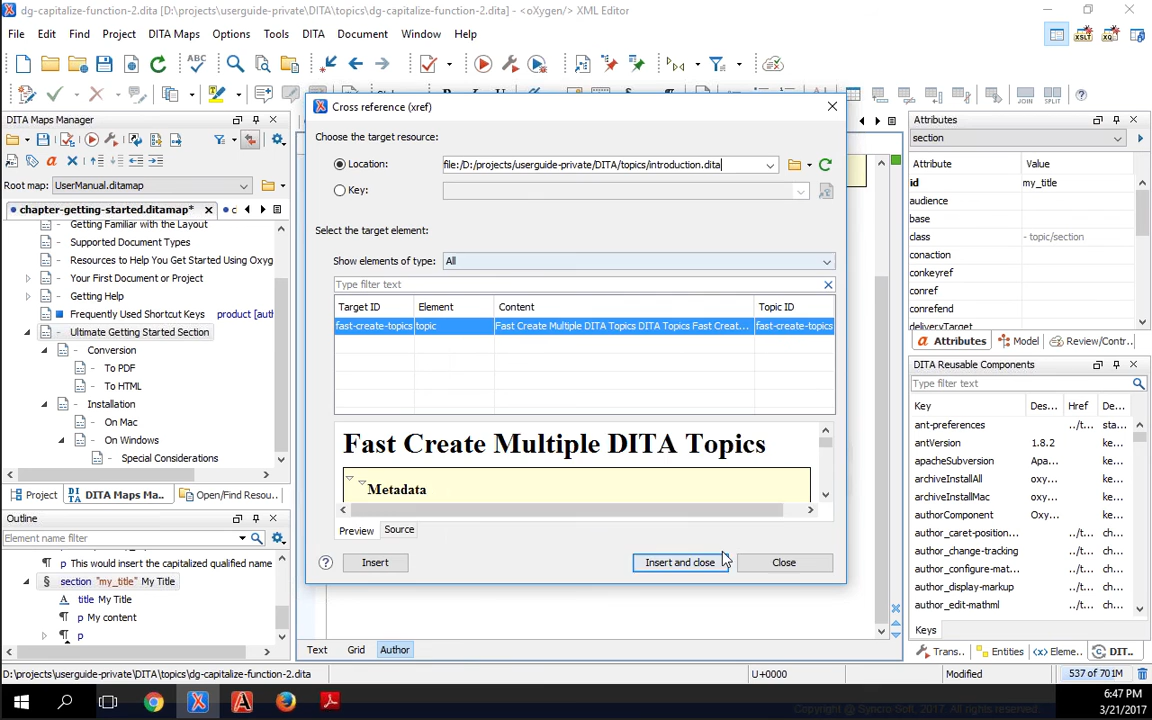 dg-capitalize-function-2.dita [D:\projects\userguide-private\DITA\topics\dg-capitalize-function-2.dita] - <oXygen/> XML Editor
File Edit Find Project DITA Maps Options Tools DITA Document Window Help
DITA Maps Manager
Root map: UserManual.ditamap
chapter-getting-started.ditamap*
Getting Familiar with the Layout
Supported Document Types
Resources to Help You Get Started Using Oxyg
Your First Document or Project
Getting Help
Frequently Used Shortcut Keys product [aut
Ultimate Getting Started Section
Conversion
To PDF
To HTML
Installation
On Mac
On Windows
Special Considerations
Project DITA Maps Ma... Open/Find Resou...
Outline
Element name filter
p This would insert the capitalized qualified name
section "my_title" My Title
title My Title
p My content
p
Cross reference (xref)
Choose the target resource:
Location: file:/D:/projects/userguide-private/DITA/topics/introduction.dita
Key:
Select the target element:
Show elements of type: All
Type filter text
Target ID Element Content Topic ID
fast-create-topics topic Fast Create Multiple DITA Topics DITA Topics Fast Creat... fast-create-topics
Fast Create Multiple DITA Topics
Metadata
Preview Source
Insert Insert and close Close
Text Grid Author
Attributes
section
Attribute Value
id my_title
audience
base
class - topic/section
conaction
conkeyref
conref
conrefend
deliveryTarget
Attributes Model Review/Contr...
DITA Reusable Components
Type filter text
Key Des... Href De...
ant-preferences ../t... sta...
antVersion 1.8.2 ke...
apacheSubversion Apa... ke...
archiveInstallAll oxy... ke...
archiveInstallMac oxy... ke...
authorComponent Oxy... ke...
author_caret-position... ../t... ch...
author_change-tracking ../t... ch...
author_configure-mat... ../t... ch...
author_display-markup ../t... ch...
author_edit-mathml ../t... ch...
Keys
Trans... Entities Eleme... DIT...
D:\projects\userguide-private\DITA\topics\dg-capitalize-function-2.dita U+0000 Modified 537 of 701M
6:47 PM
3/21/2017